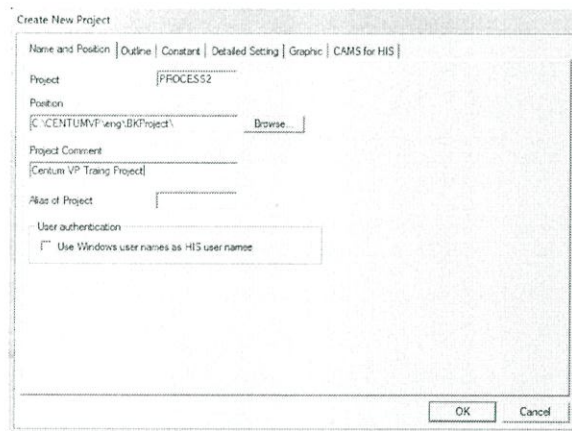 Create New Project
Name and Position Outline Constant Detailed Setting Graphic CAMS for HIS
Project PROCESS2
Position
C:\CENTUMVP\eng\BKProject\ Browse...
Project Comment
Centum VP Traing Project
Alias of Project
User authentication
Use Windows user names as HIS user names
OK Cancel